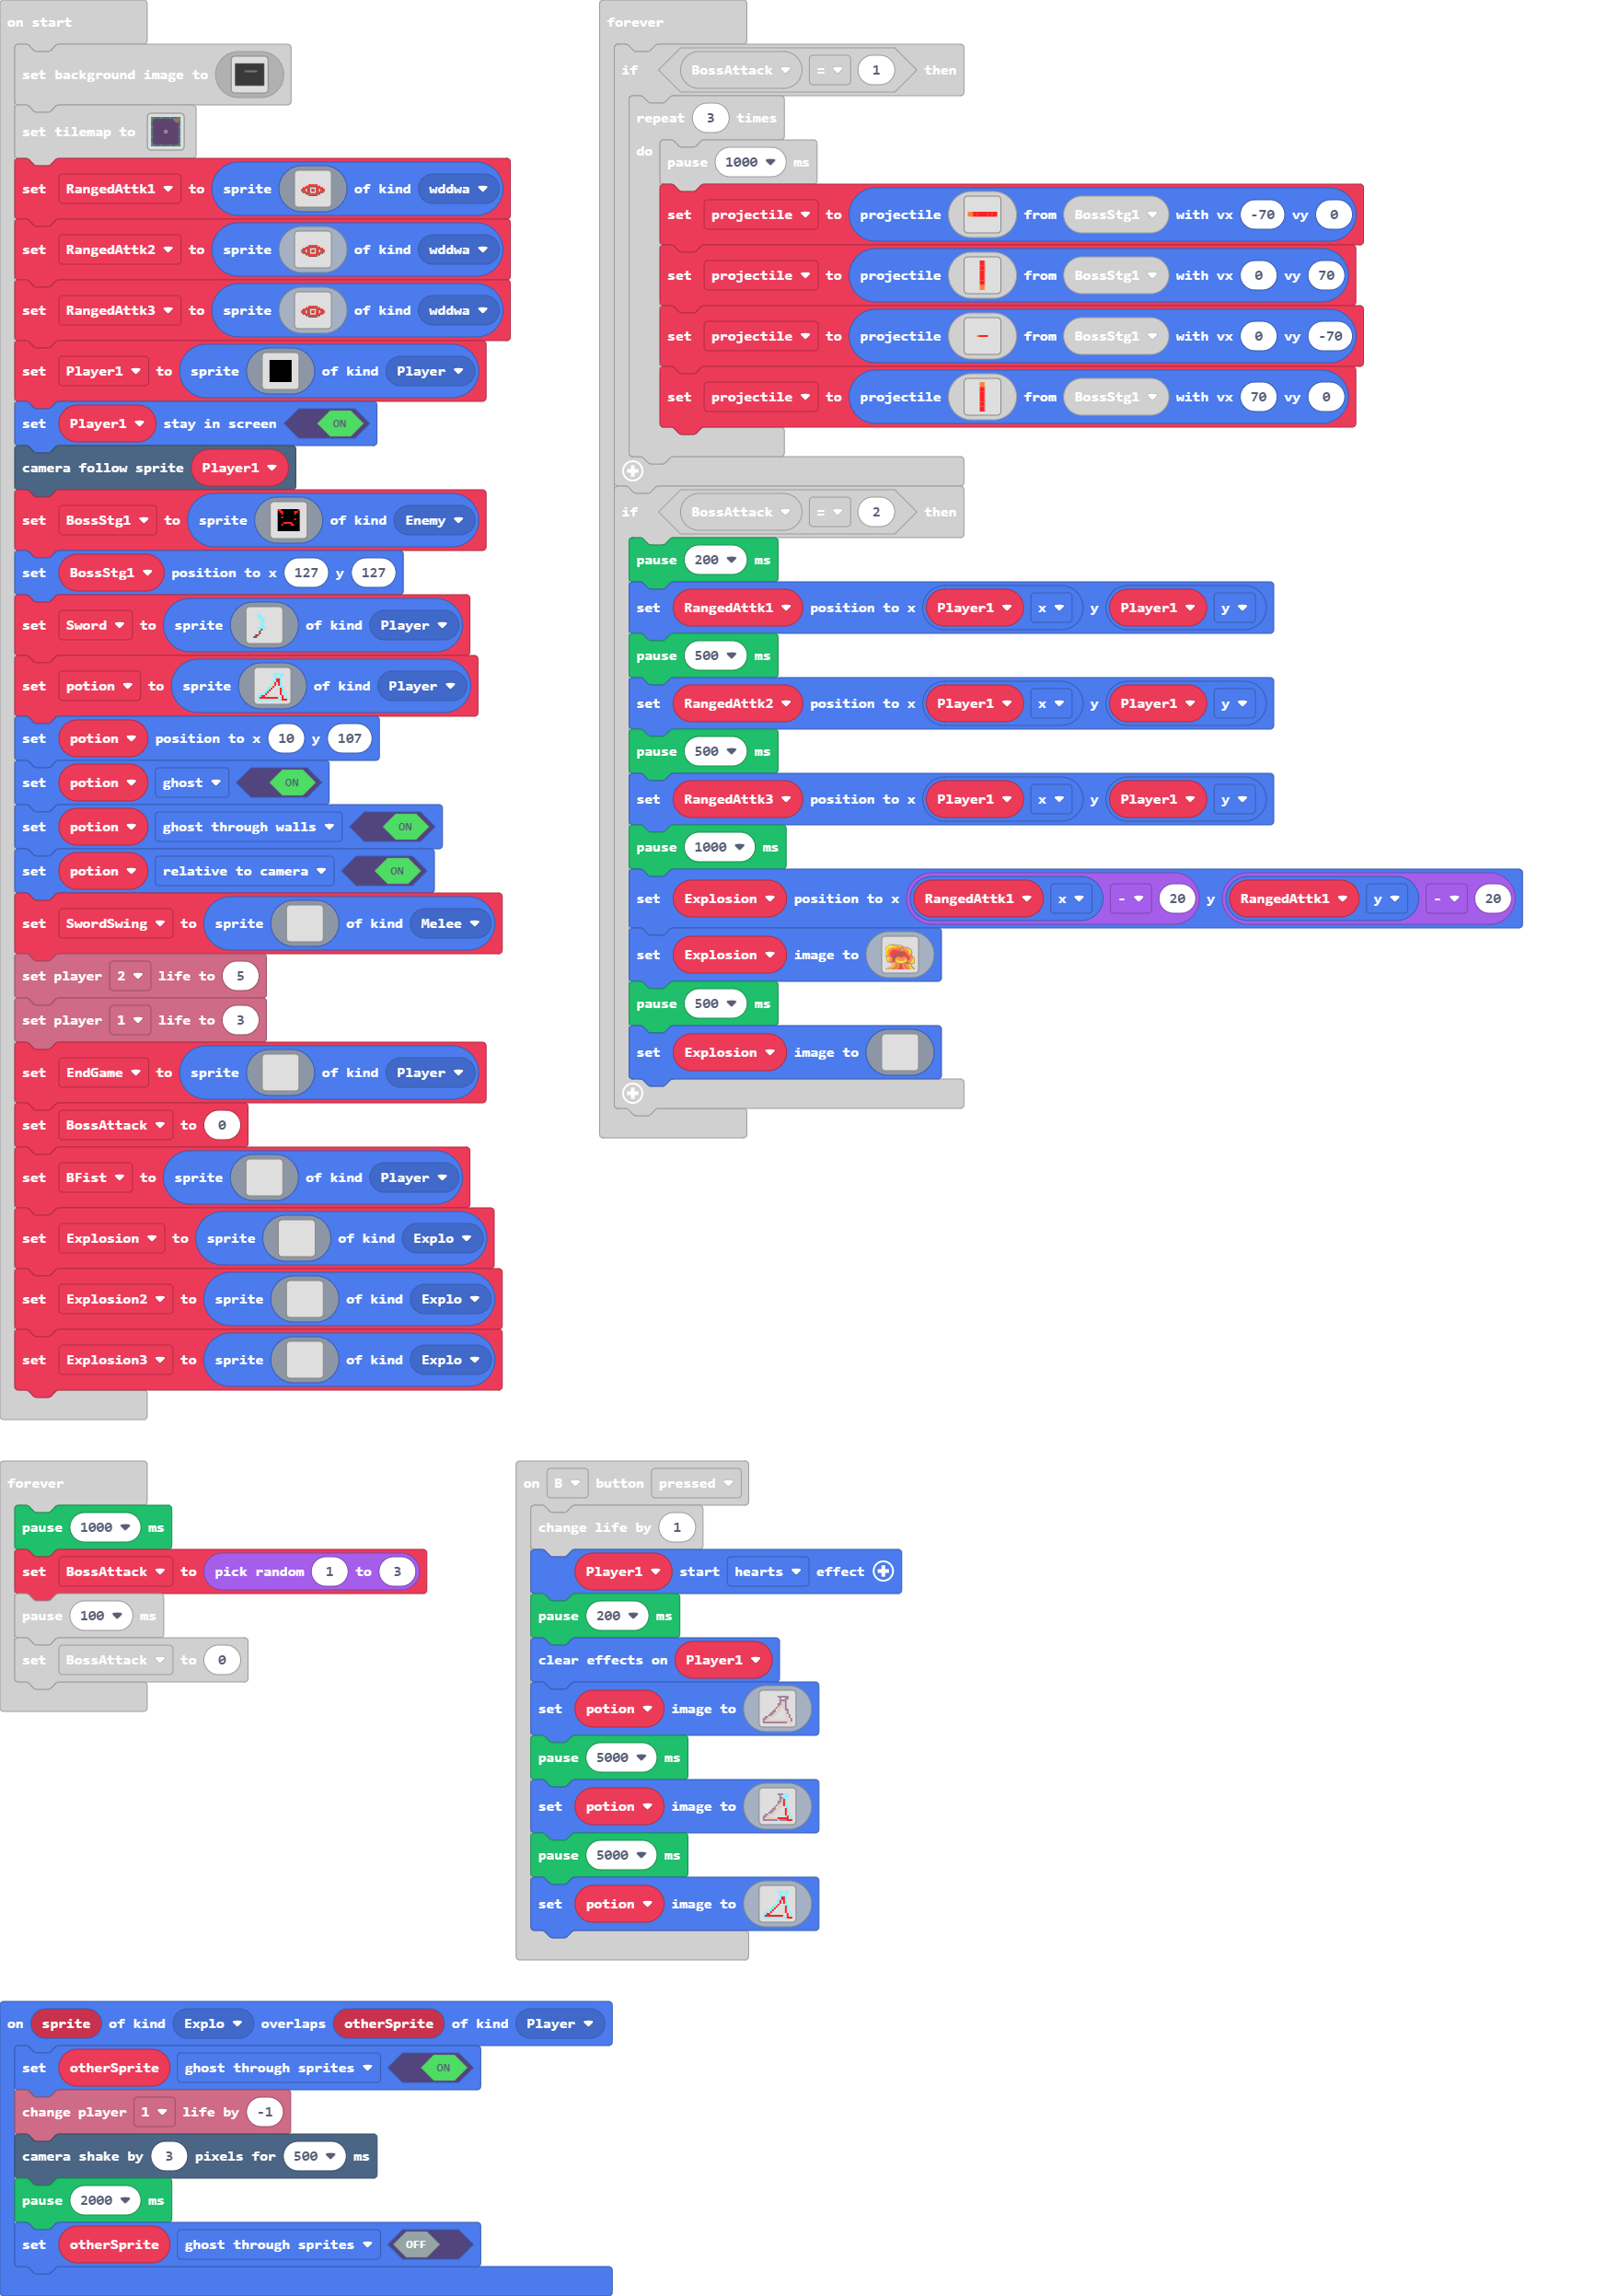 on start
set background image to
set tilemap to
set RangedAttk1 to sprite of kind wddwa
set RangedAttk2 to sprite of kind wddwa
set RangedAttk3 to sprite of kind wddwa
set Player1 to sprite of kind Player
set Player1 stay in screen ON
camera follow sprite Player1
set BossStg1 to sprite of kind Enemy
set BossStg1 position to x 127 y 127
set Sword to sprite of kind Player
set potion to sprite of kind Player
set potion position to x 10 y 107
set potion ghost ON
set potion ghost through walls ON
set potion relative to camera ON
set SwordSwing to sprite of kind Melee
set player 2 life to 5
set player 1 life to 3
set EndGame to sprite of kind Player
set BossAttack to 0
set BFist to sprite of kind Player
set Explosion to sprite of kind Explo
set Explosion2 to sprite of kind Explo
set Explosion3 to sprite of kind Explo
forever
if BossAttack = 1 then
repeat 3 times
do
pause 1000 ms
set projectile to projectile from BossStg1 with vx -70 vy 0
set projectile to projectile from BossStg1 with vx 0 vy 70
set projectile to projectile from BossStg1 with vx 0 vy -70
set projectile to projectile from BossStg1 with vx 70 vy 0
if BossAttack = 2 then
pause 200 ms
set RangedAttk1 position to x Player1 x y Player1 y
pause 500 ms
set RangedAttk2 position to x Player1 x y Player1 y
pause 500 ms
set RangedAttk3 position to x Player1 x y Player1 y
pause 1000 ms
set Explosion position to x RangedAttk1 x - 20 y RangedAttk1 y - 20
set Explosion image to
pause 500 ms
set Explosion image to
forever
pause 1000 ms
set BossAttack to pick random 1 to 3
pause 100 ms
set BossAttack to 0
on B button pressed
change life by 1
Player1 start hearts effect
pause 200 ms
clear effects on Player1
set potion image to
pause 5000 ms
set potion image to
pause 5000 ms
set potion image to
on sprite of kind Explo overlaps otherSprite of kind Player
set otherSprite ghost through sprites ON
change player 1 life by -1
camera shake by 3 pixels for 500 ms
pause 2000 ms
set otherSprite ghost through sprites OFF